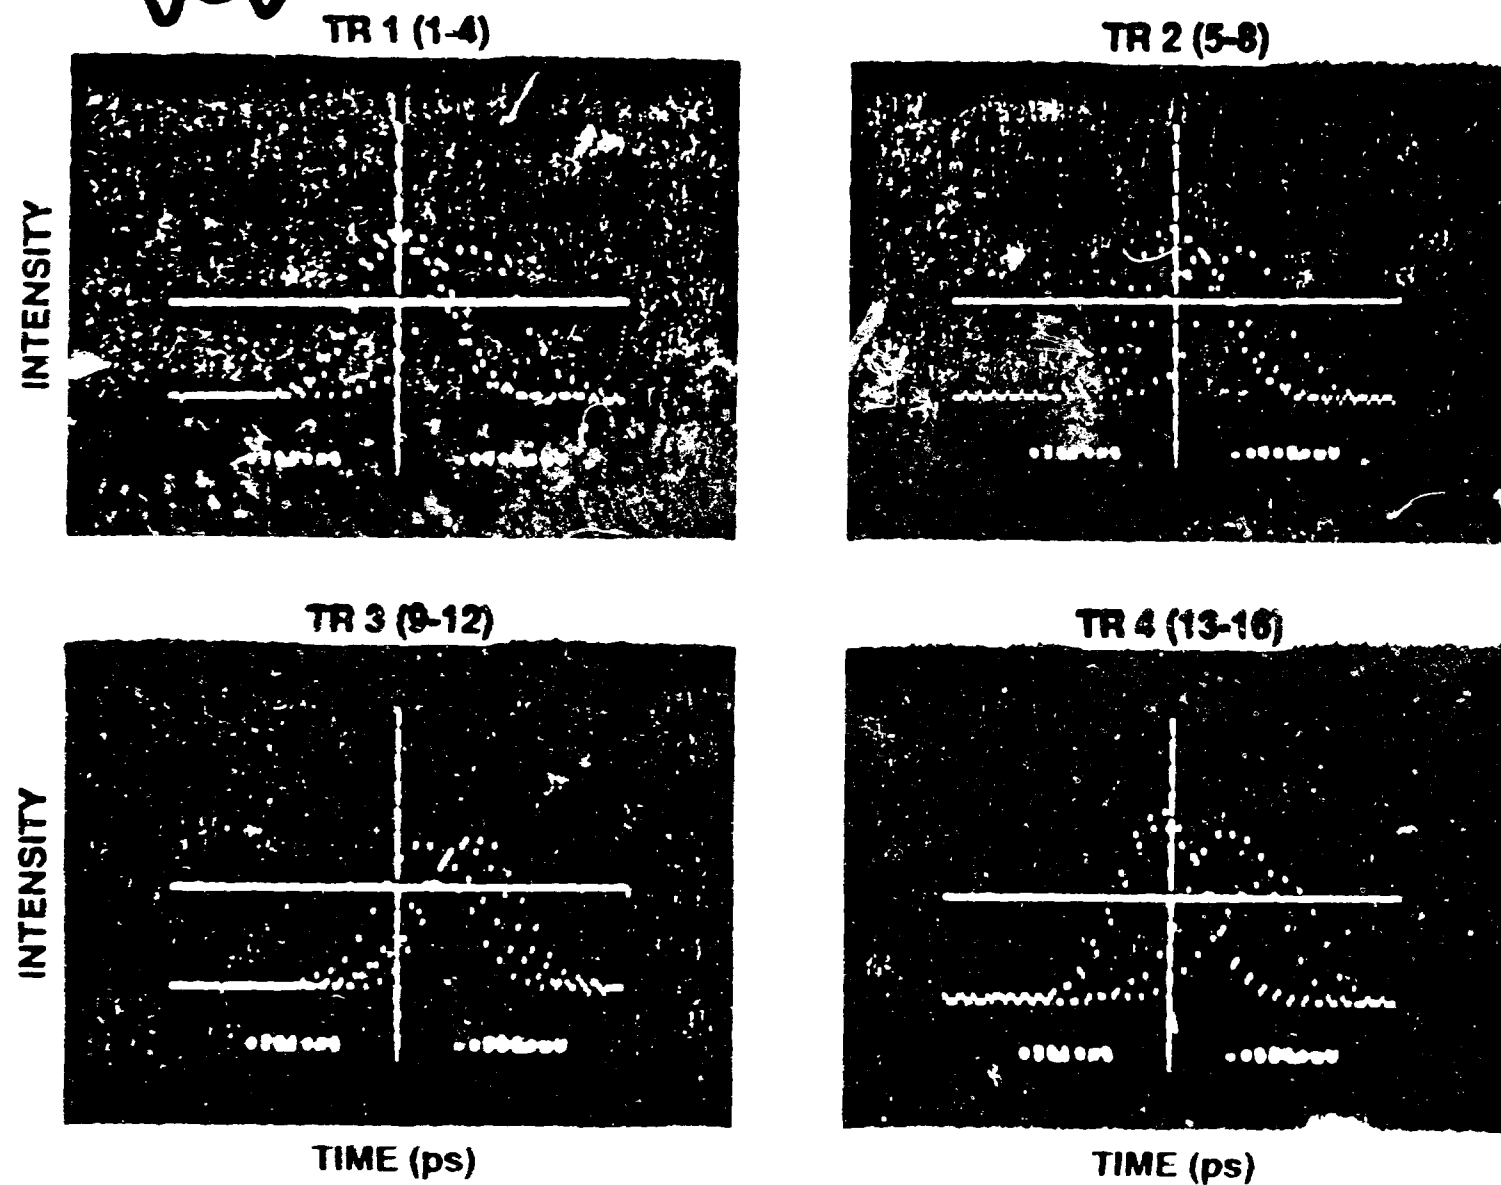 TR 1 (1-4)
TR 2 (5-8)
INTENSITY
TR 3 (9-12)
TR 4 (13-16)
INTENSITY
TIME (ps)
TIME (ps)